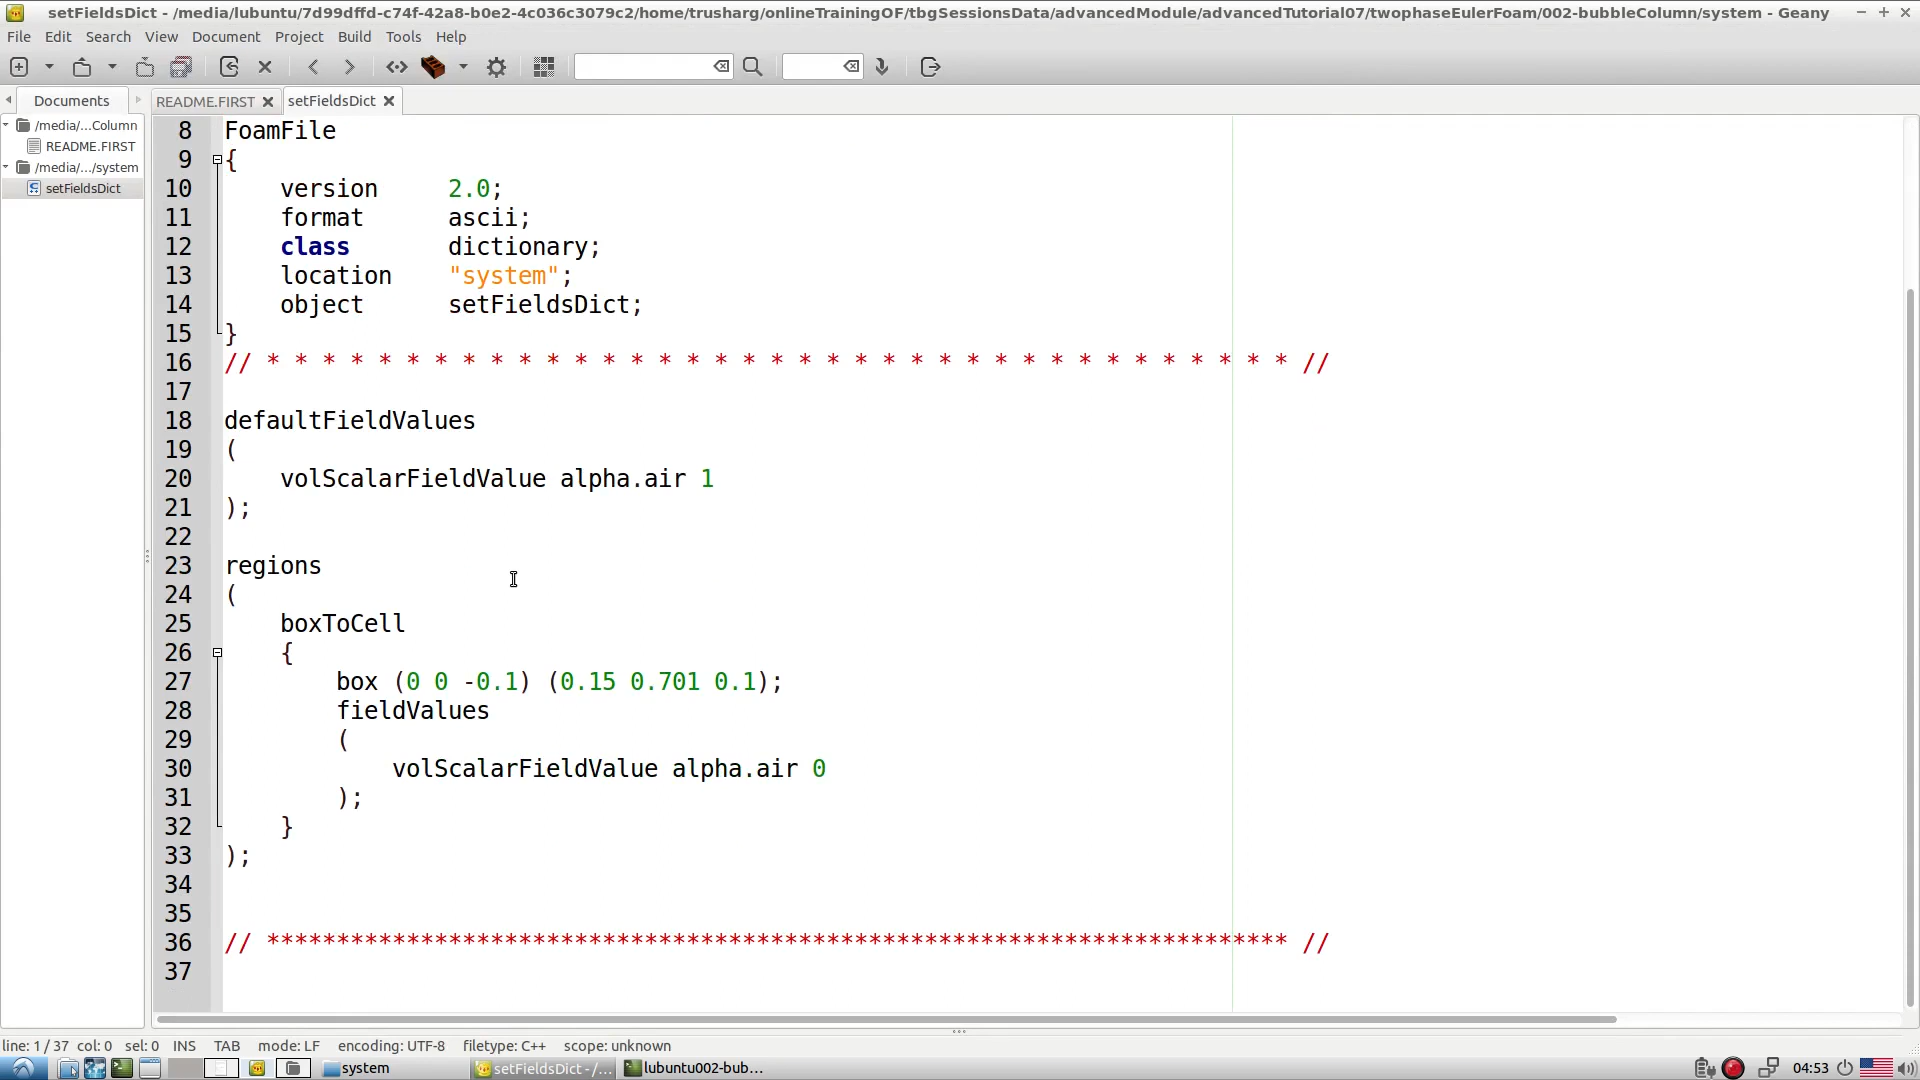 setFieldsDict - /media/lubuntu/7d99dffd-c74f-42a8-b0e2-4c036c3079c2/home/trusharg/onlineTrainingOF/tbgSessionsData/advancedModule/advancedTutorial07/twophaseEulerFoam/002-bubbleColumn/system - Geany
File Edit Search View Document Project Build Tools Help
Documents README.FIRST setFieldsDict
/media/...Column
README.FIRST
/media/.../system
setFieldsDict
8 FoamFile
9 {
10 version 2.0;
11 format ascii;
12 class dictionary;
13 location "system";
14 object setFieldsDict;
15 }
16 // * * * * * * * * * * * * * * * * * * * * * * * * * * * * * * * * * * * * * //
17
18 defaultFieldValues
19 (
20 volScalarFieldValue alpha.air 1
21 );
22
23 regions
24 (
25 boxToCell
26 {
27 box (0 0 -0.1) (0.15 0.701 0.1);
28 fieldValues
29 (
30 volScalarFieldValue alpha.air 0
31 );
32 }
33 );
34
35
36 // ************************************************************************* //
37
line: 1 / 37 col: 0 sel: 0 INS TAB mode: LF encoding: UTF-8 filetype: C++ scope: unknown
system setFieldsDict - /... lubuntu002-bub... 04:53